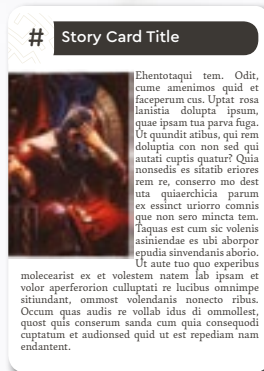 # Story Card Title
Ehentotaqui tem. Odit,
cume amenimos quid et
faceperum cus. Uptat rosa
lanistia dolupta ipsum,
quae ipsam tua parva fuga.
Ut quundit atibus, qui rem
doluptia con non sed qui
autati cuptis quatur? Quia
nonsedis es sitatib eriores
rem re, conserro mo dest
uta quiaerchicia parum
ex essinct uriorro comnis
que non sero mincta tem.
Taquas est cum sic volenis
asiniendae es ubi aborpor
epudia sinvendanis aborio.
Ut aute tuo quo experibus
molecearist ex et volestem natem lab ipsam et
volor aperferorion culluptati re lucibus omnimpe
sitiundant, ommost volendanis nonecto ribus.
Occum quas audis re vollab idus di ommollest,
quost quis conserum sanda cum quia consequodi
cuptatum et audionsed quid ut est repediam nam
endantent.